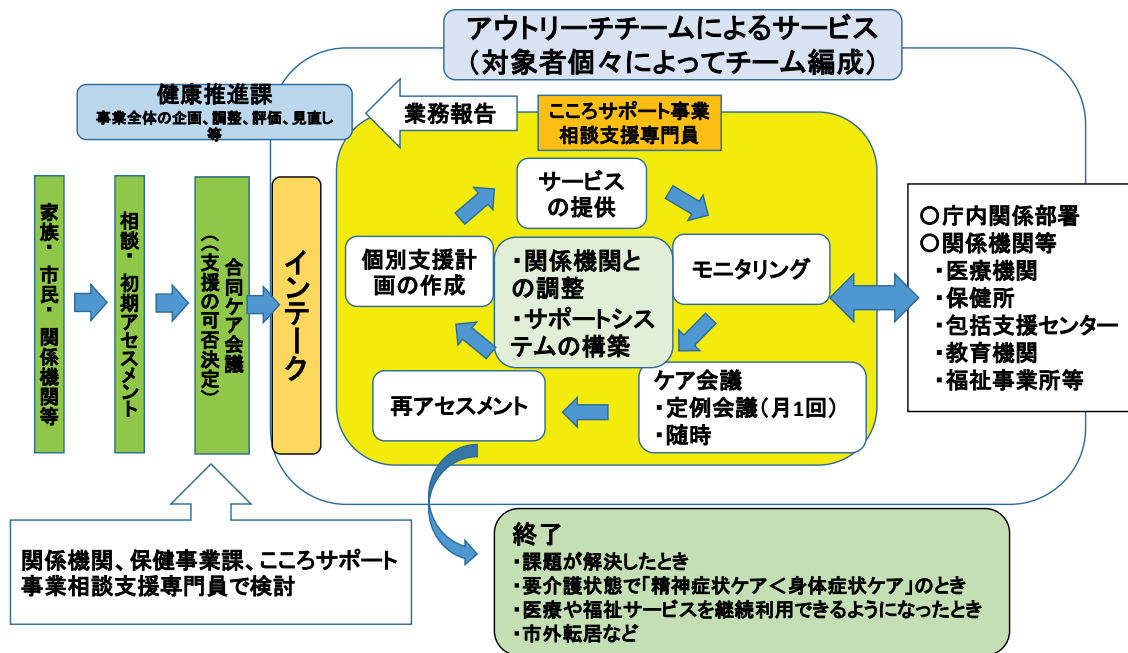 アウトリーチチームによるサービス
(対象者個々によってチーム編成)
健康推進課
事業全体の企画、調整、評価、見直し
等
業務報告
こころサポート事業
相談支援専門員
家族・市民・関係機関等
相談・初期アセスメント
合同ケア会議
((支援の可否決定)
インテーク
サービス
の提供
個別支援計
画の作成
・関係機関と
の調整
・サポートシス
テムの構築
モニタリング
再アセスメント
ケア会議
・定例会議(月1回)
・随時
○庁内関係部署
○関係機関等
・医療機関
・保健所
・包括支援センター
・教育機関
・福祉事業所等
関係機関、保健事業課、こころサポート
事業相談支援専門員で検討
終了
・課題が解決したとき
・要介護状態で「精神症状ケア<身体症状ケア」のとき
・医療や福祉サービスを継続利用できるようになったとき
・市外転居など